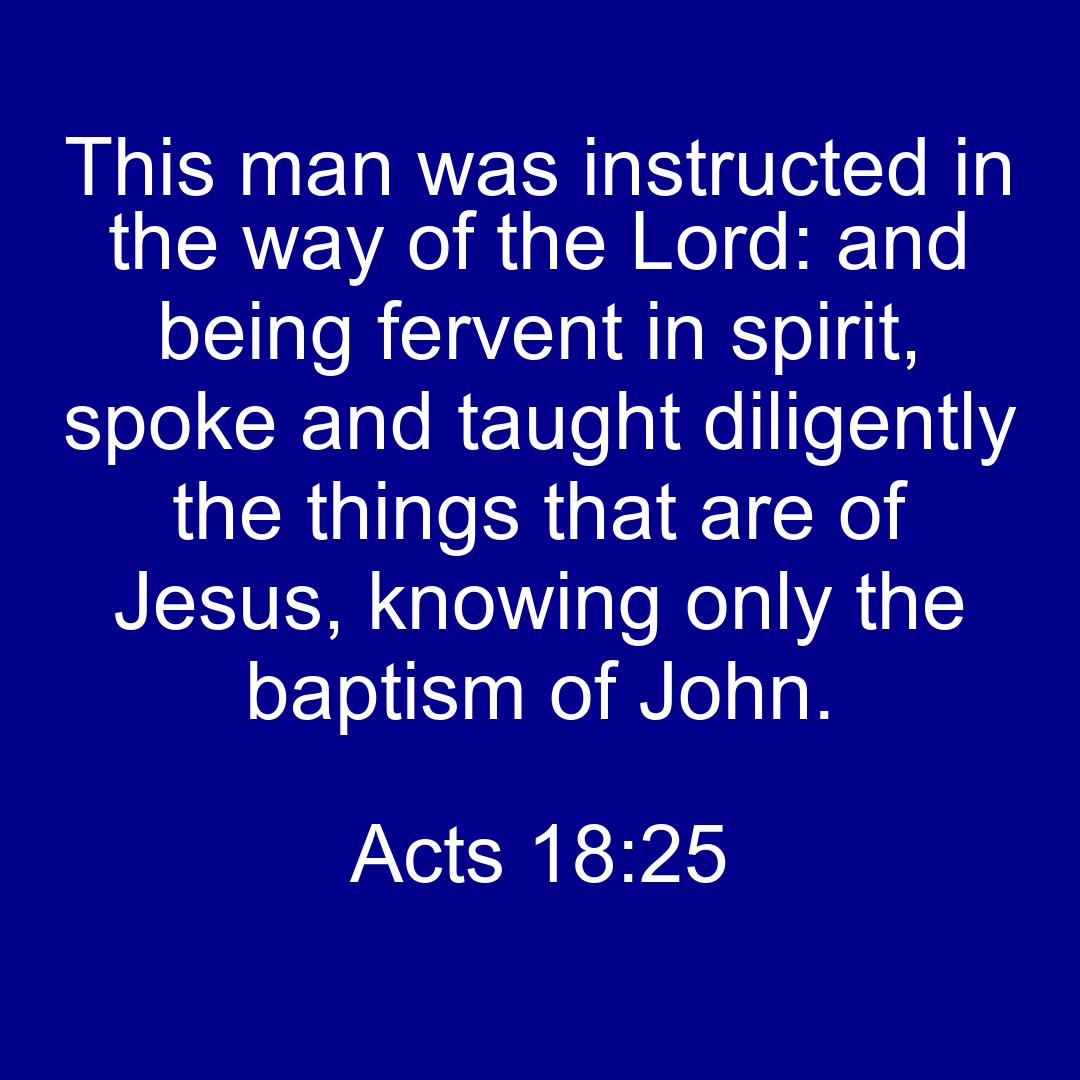 This man was instructed in
the way of the Lord: and
being fervent in spirit,
spoke and taught diligently
the things that are of
Jesus, knowing only the
baptism of John.
Acts 18:25